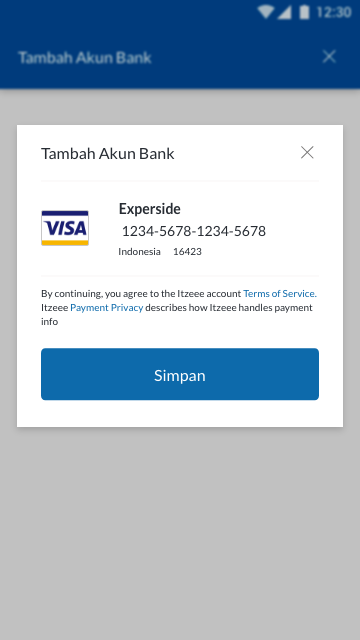 12:30
Tambah Akun Bank
Tambah Akun Bank
VISA
Experside
1234-5678-1234-5678
Indonesia 16423
By continuing, you agree to the Itzeee account Terms of Service.
Itzeee Payment Privacy describes how Itzeee handles payment
info
Simpan